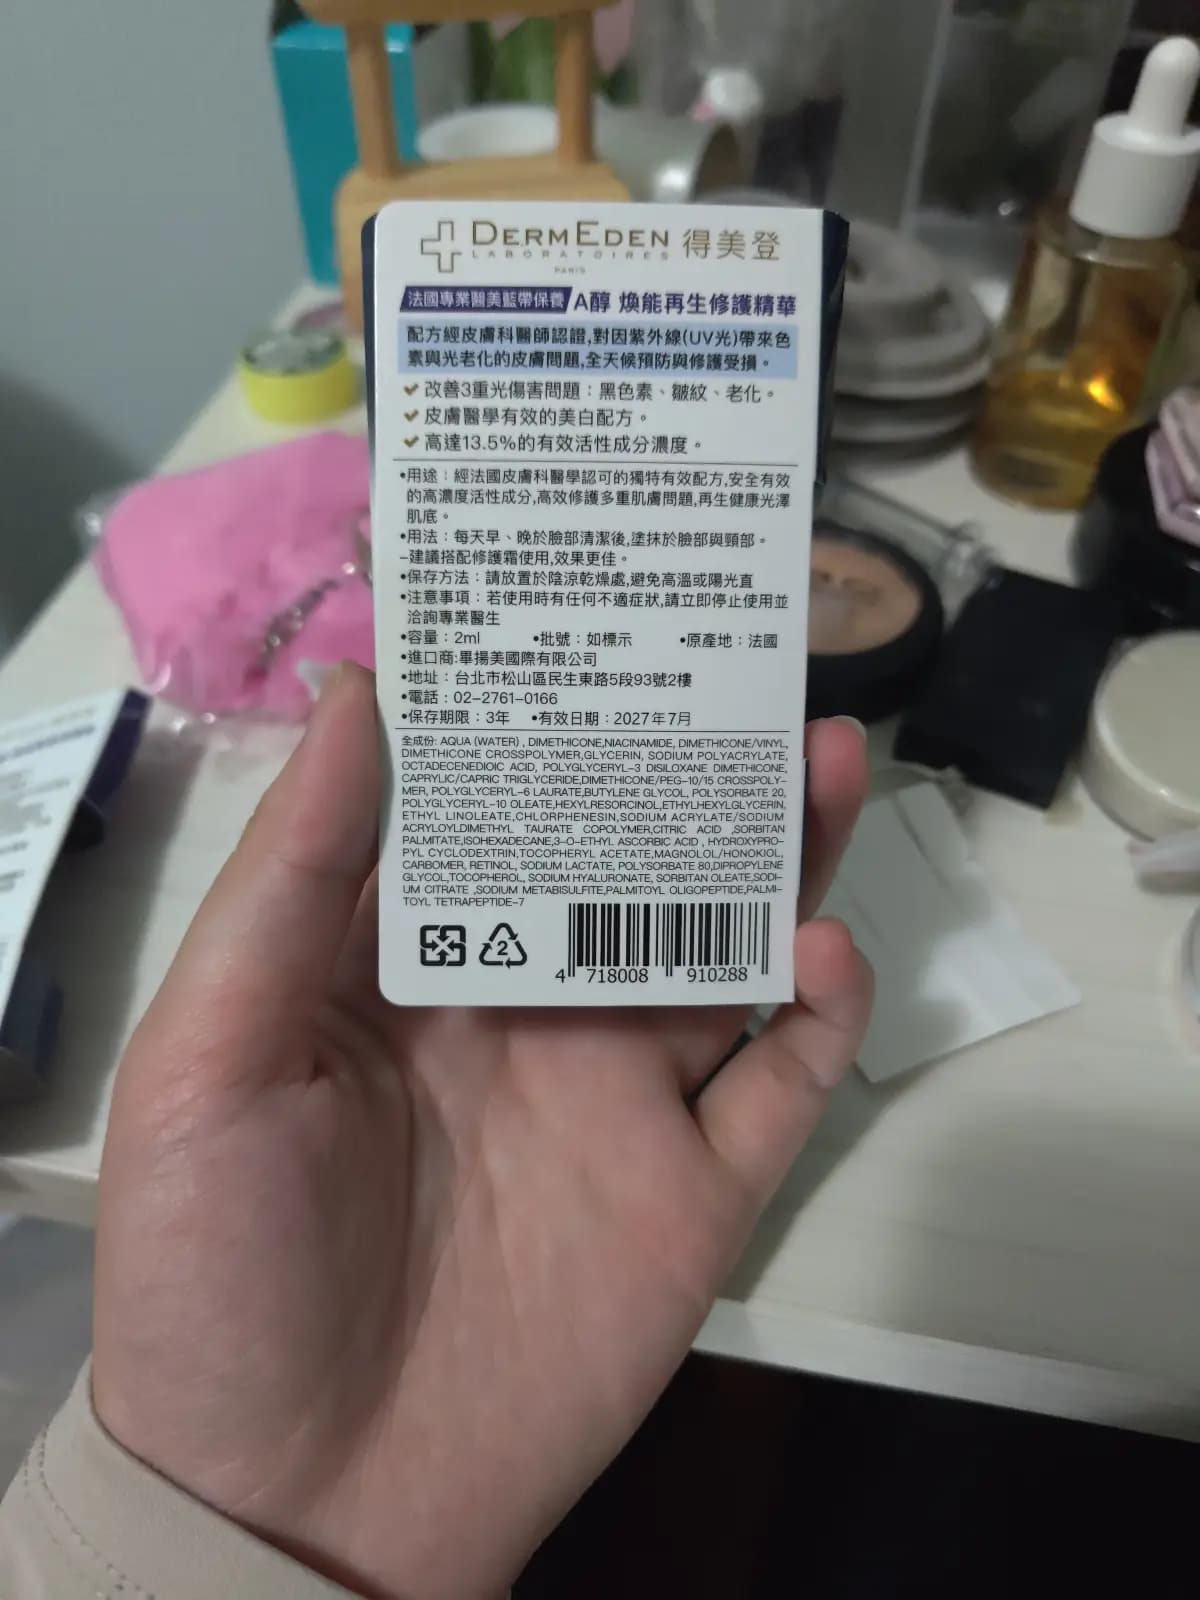 DERMEDEN 得美登
LABORATOIRES
PARIS
法國專業醫美藍帶保養 A醇 煥能再生修護精華
配方經皮膚科醫師認證,對因紫外線(UV光)帶來色
素與光老化的皮膚問題,全天候預防與修護受損。
✓ 改善3重光傷害問題：黑色素、皺紋、老化。
✓ 皮膚醫學有效的美白配方。
✓ 高達13.5%的有效活性成分濃度。
•用途：經法國皮膚科醫學認可的獨特有效配方,安全有效
的高濃度活性成分,高效修護多重肌膚問題,再生健康光澤
肌底。
•用法：每天早、晚於臉部清潔後,塗抹於臉部與頸部。
–建議搭配修護霜使用,效果更佳。
•保存方法：請放置於陰涼乾燥處,避免高溫或陽光直
•注意事項：若使用時有任何不適症狀,請立即停止使用並
洽詢專業醫生
•容量：2ml •批號：如標示 •原產地：法國
•進口商:畢揚美國際有限公司
•地址：台北市松山區民生東路5段93號2樓
•電話：02-2761-0166
•保存期限：3年 •有效日期：2027年7月
全成份: AQUA (WATER) , DIMETHICONE,NIACINAMIDE, DIMETHICONE/VINYL,
DIMETHICONE CROSSPOLYMER,GLYCERIN, SODIUM POLYACRYLATE,
OCTADECENEDIOIC ACID, POLYGLYCERYL-3 DISILOXANE DIMETHICONE,
CAPRYLIC/CAPRIC TRIGLYCERIDE,DIMETHICONE/PEG-10/15 CROSSPOLY-
MER, POLYGLYCERYL-6 LAURATE,BUTYLENE GLYCOL, POLYSORBATE 20,
POLYGLYCERYL-10 OLEATE,HEXYLRESORCINOL,ETHYLHEXYLGLYCERIN,
ETHYL LINOLEATE,CHLORPHENESIN,SODIUM ACRYLATE/SODIUM
ACRYLOYLDIMETHYL TAURATE COPOLYMER,CITRIC ACID ,SORBITAN
PALMITATE,ISOHEXADECANE,3-O-ETHYL ASCORBIC ACID , HYDROXYPRO-
PYL CYCLODEXTRIN,TOCOPHERYL ACETATE,MAGNOLOL/HONOKIOL,
CARBOMER, RETINOL, SODIUM LACTATE, POLYSORBATE 80,DIPROPYLENE
GLYCOL,TOCOPHEROL, SODIUM HYALURONATE, SORBITAN OLEATE,SODI-
UM CITRATE ,SODIUM METABISULFITE,PALMITOYL OLIGOPEPTIDE,PALMI-
TOYL TETRAPEPTIDE-7
2
4 718008 910288